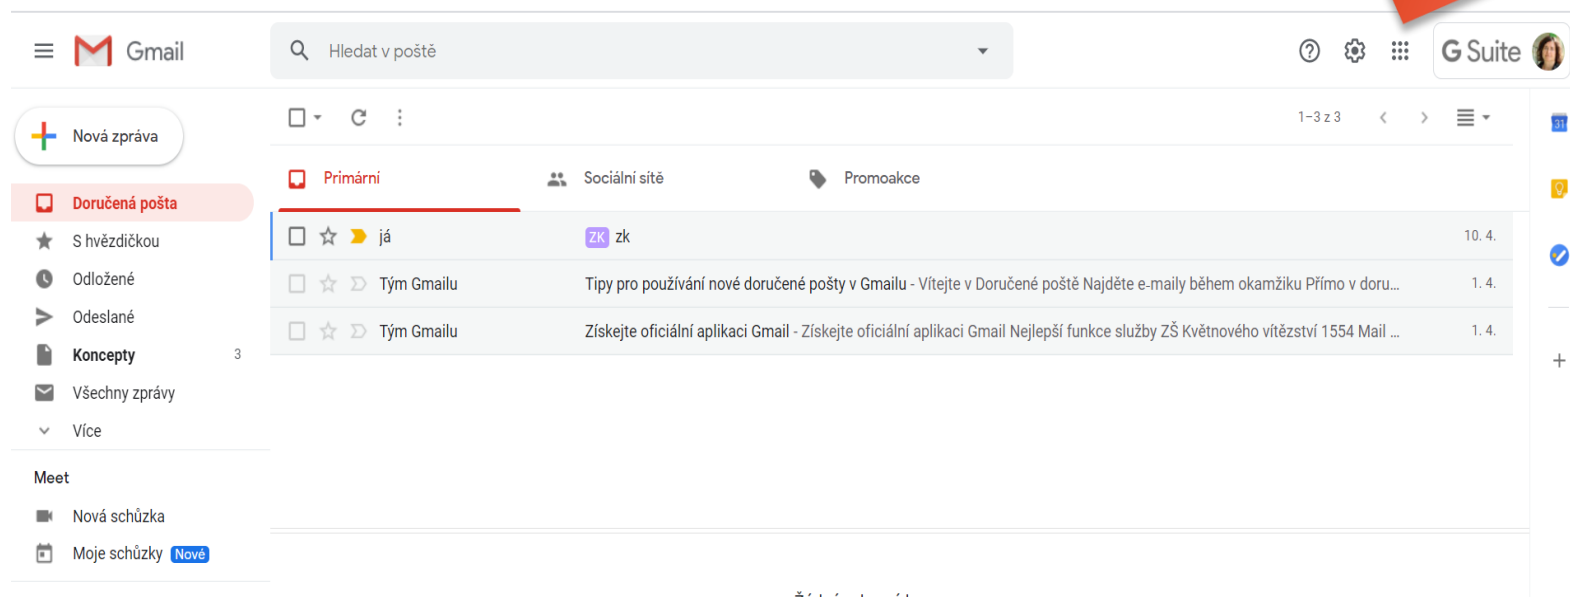 Gmail
Hledat v poště
G Suite
Nová zpráva
1–3 z 3
31
Doručená pošta
S hvězdičkou
Odložené
Odeslané
Koncepty 3
Všechny zprávy
Více
Meet
Nová schůzka
Moje schůzky Nové
Primární
Sociální sítě
Promoakce
já ZK zk 10. 4.
Tým Gmailu Tipy pro používání nové doručené pošty v Gmailu - Vítejte v Doručené poště Najděte e-maily během okamžiku Přímo v doru... 1. 4.
Tým Gmailu Získejte oficiální aplikaci Gmail - Získejte oficiální aplikaci Gmail Nejlepší funkce služby ZŠ Květnového vítězství 1554 Mail ... 1. 4.